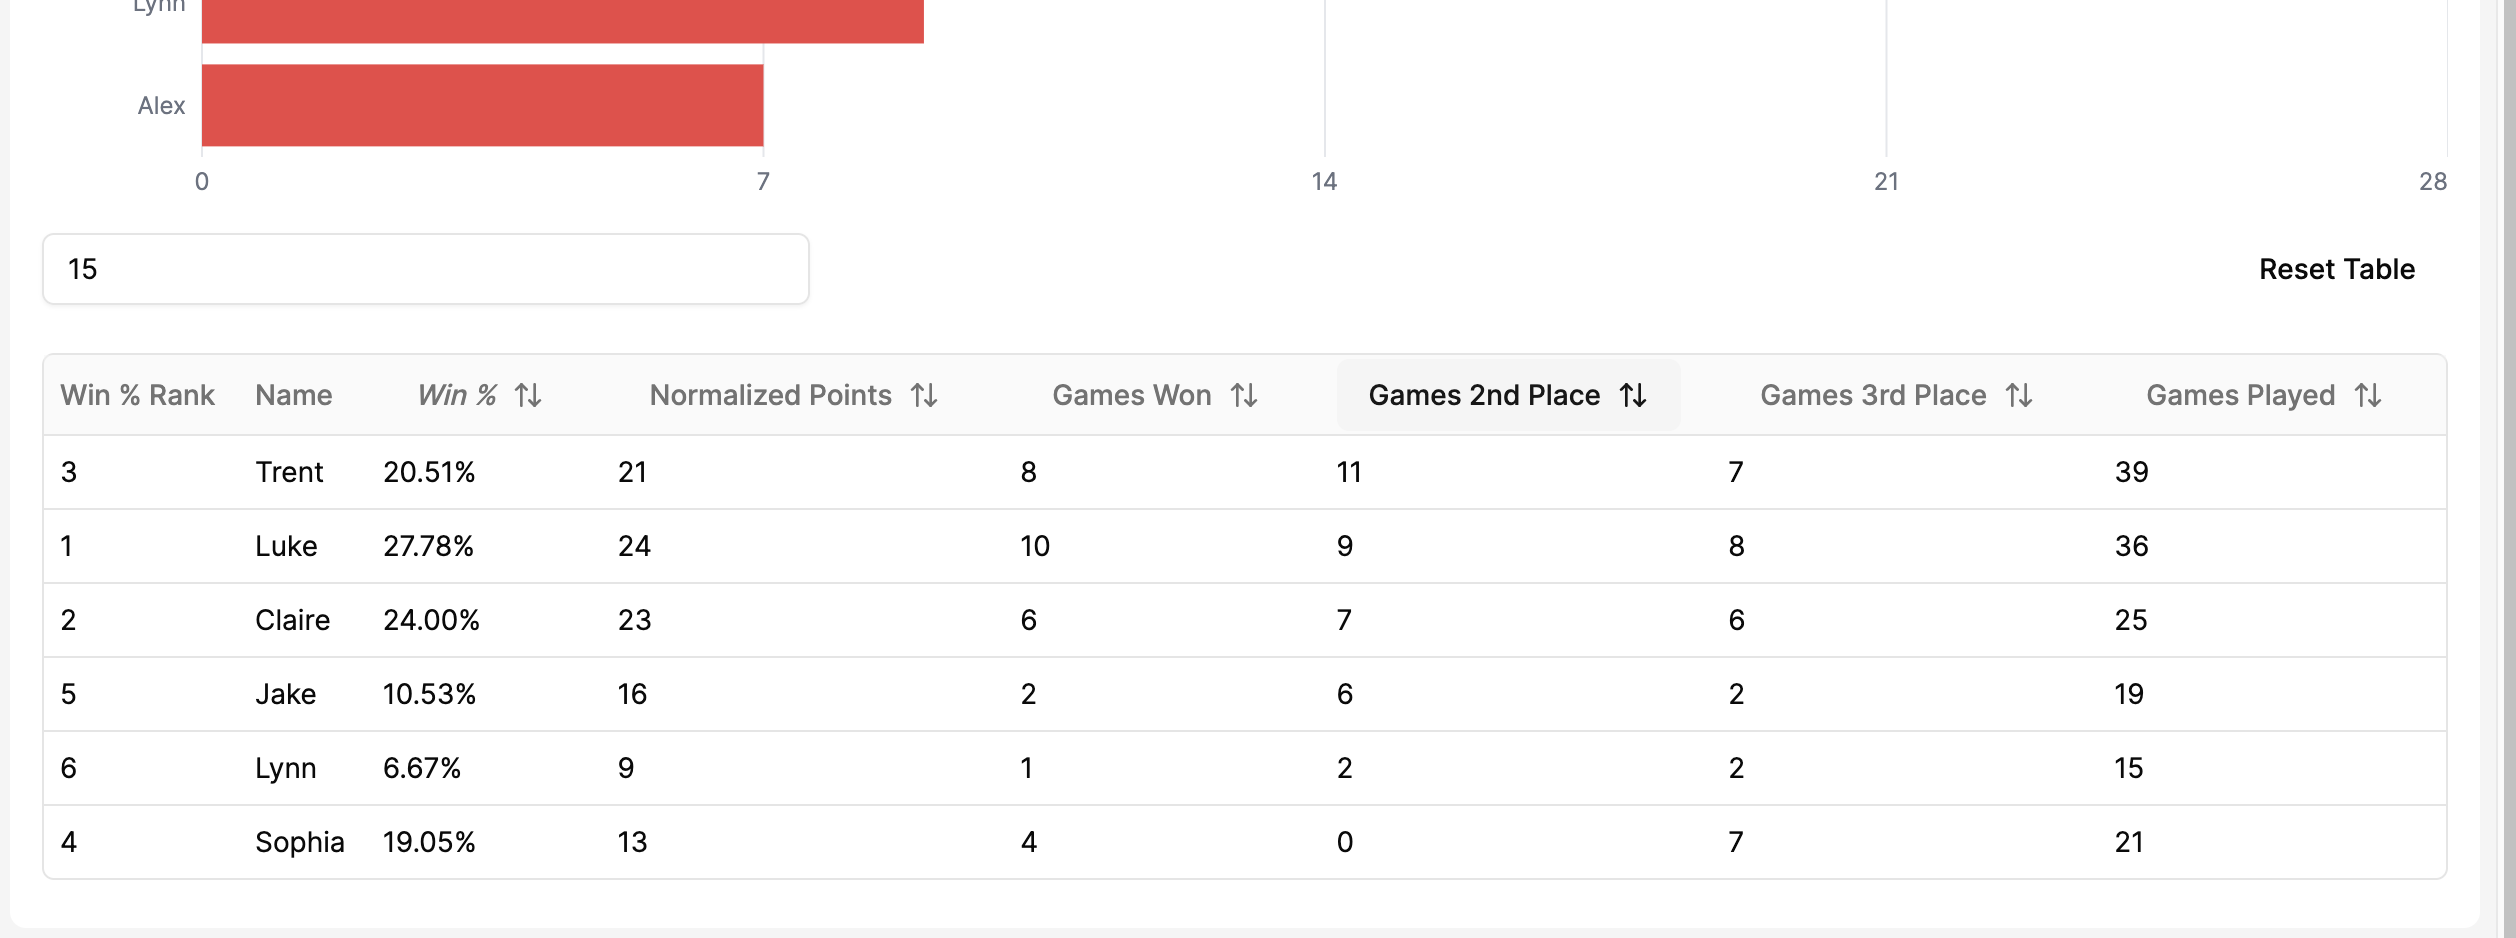 Lynn
Alex
0 7 14 21 28
15
Reset Table
Win % Rank Name Win % Normalized Points Games Won Games 2nd Place Games 3rd Place Games Played
3 Trent 20.51% 21 8 11 7 39
1 Luke 27.78% 24 10 9 8 36
2 Claire 24.00% 23 6 7 6 25
5 Jake 10.53% 16 2 6 2 19
6 Lynn 6.67% 9 1 2 2 15
4 Sophia 19.05% 13 4 0 7 21